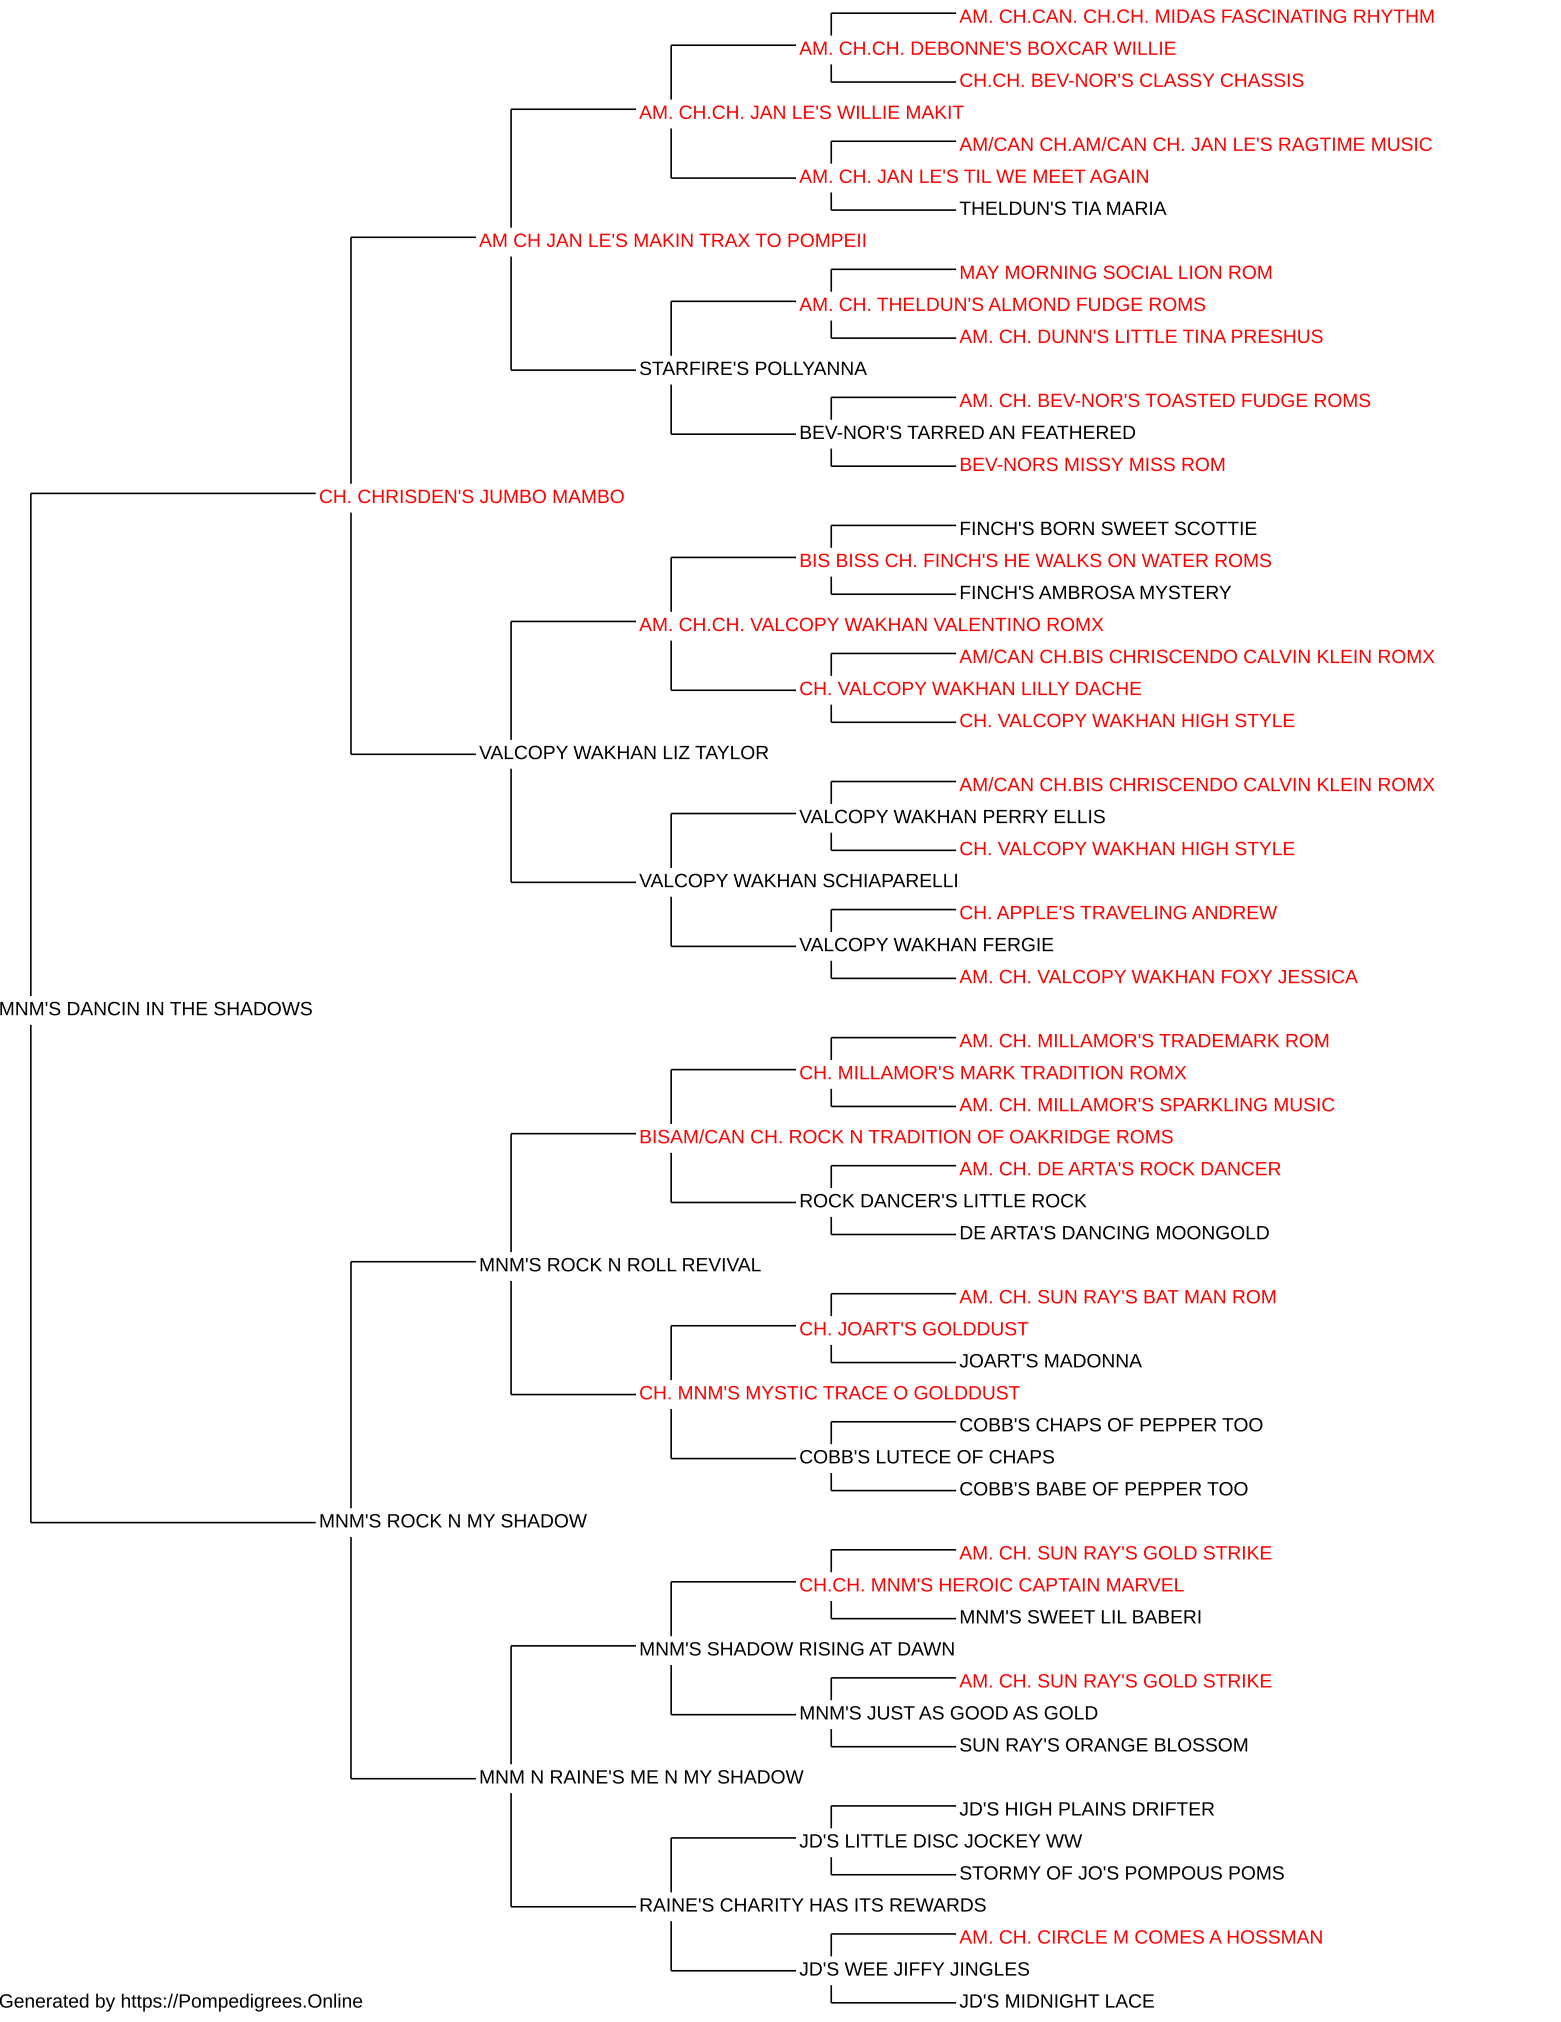 AM. CH.CAN. CH.CH. MIDAS FASCINATING RHYTHM
AM. CH.CH. DEBONNE'S BOXCAR WILLIE
CH.CH. BEV-NOR'S CLASSY CHASSIS
AM. CH.CH. JAN LE'S WILLIE MAKIT
AM/CAN CH.AM/CAN CH. JAN LE'S RAGTIME MUSIC
AM. CH. JAN LE'S TIL WE MEET AGAIN
THELDUN'S TIA MARIA
AM CH JAN LE'S MAKIN TRAX TO POMPEII
MAY MORNING SOCIAL LION ROM
AM. CH. THELDUN'S ALMOND FUDGE ROMS
AM. CH. DUNN'S LITTLE TINA PRESHUS
STARFIRE'S POLLYANNA
AM. CH. BEV-NOR'S TOASTED FUDGE ROMS
BEV-NOR'S TARRED AN FEATHERED
BEV-NORS MISSY MISS ROM
CH. CHRISDEN'S JUMBO MAMBO
FINCH'S BORN SWEET SCOTTIE
BIS BISS CH. FINCH'S HE WALKS ON WATER ROMS
FINCH'S AMBROSA MYSTERY
AM. CH.CH. VALCOPY WAKHAN VALENTINO ROMX
AM/CAN CH.BIS CHRISCENDO CALVIN KLEIN ROMX
CH. VALCOPY WAKHAN LILLY DACHE
CH. VALCOPY WAKHAN HIGH STYLE
VALCOPY WAKHAN LIZ TAYLOR
AM/CAN CH.BIS CHRISCENDO CALVIN KLEIN ROMX
VALCOPY WAKHAN PERRY ELLIS
CH. VALCOPY WAKHAN HIGH STYLE
VALCOPY WAKHAN SCHIAPARELLI
CH. APPLE'S TRAVELING ANDREW
VALCOPY WAKHAN FERGIE
AM. CH. VALCOPY WAKHAN FOXY JESSICA
MNM'S DANCIN IN THE SHADOWS
AM. CH. MILLAMOR'S TRADEMARK ROM
CH. MILLAMOR'S MARK TRADITION ROMX
AM. CH. MILLAMOR'S SPARKLING MUSIC
BISAM/CAN CH. ROCK N TRADITION OF OAKRIDGE ROMS
AM. CH. DE ARTA'S ROCK DANCER
ROCK DANCER'S LITTLE ROCK
DE ARTA'S DANCING MOONGOLD
MNM'S ROCK N ROLL REVIVAL
AM. CH. SUN RAY'S BAT MAN ROM
CH. JOART'S GOLDDUST
JOART'S MADONNA
CH. MNM'S MYSTIC TRACE O GOLDDUST
COBB'S CHAPS OF PEPPER TOO
COBB'S LUTECE OF CHAPS
COBB'S BABE OF PEPPER TOO
MNM'S ROCK N MY SHADOW
AM. CH. SUN RAY'S GOLD STRIKE
CH.CH. MNM'S HEROIC CAPTAIN MARVEL
MNM'S SWEET LIL BABERI
MNM'S SHADOW RISING AT DAWN
AM. CH. SUN RAY'S GOLD STRIKE
MNM'S JUST AS GOOD AS GOLD
SUN RAY'S ORANGE BLOSSOM
MNM N RAINE'S ME N MY SHADOW
JD'S HIGH PLAINS DRIFTER
JD'S LITTLE DISC JOCKEY WW
STORMY OF JO'S POMPOUS POMS
RAINE'S CHARITY HAS ITS REWARDS
AM. CH. CIRCLE M COMES A HOSSMAN
JD'S WEE JIFFY JINGLES
JD'S MIDNIGHT LACE
Generated by https://Pompedigrees.Online